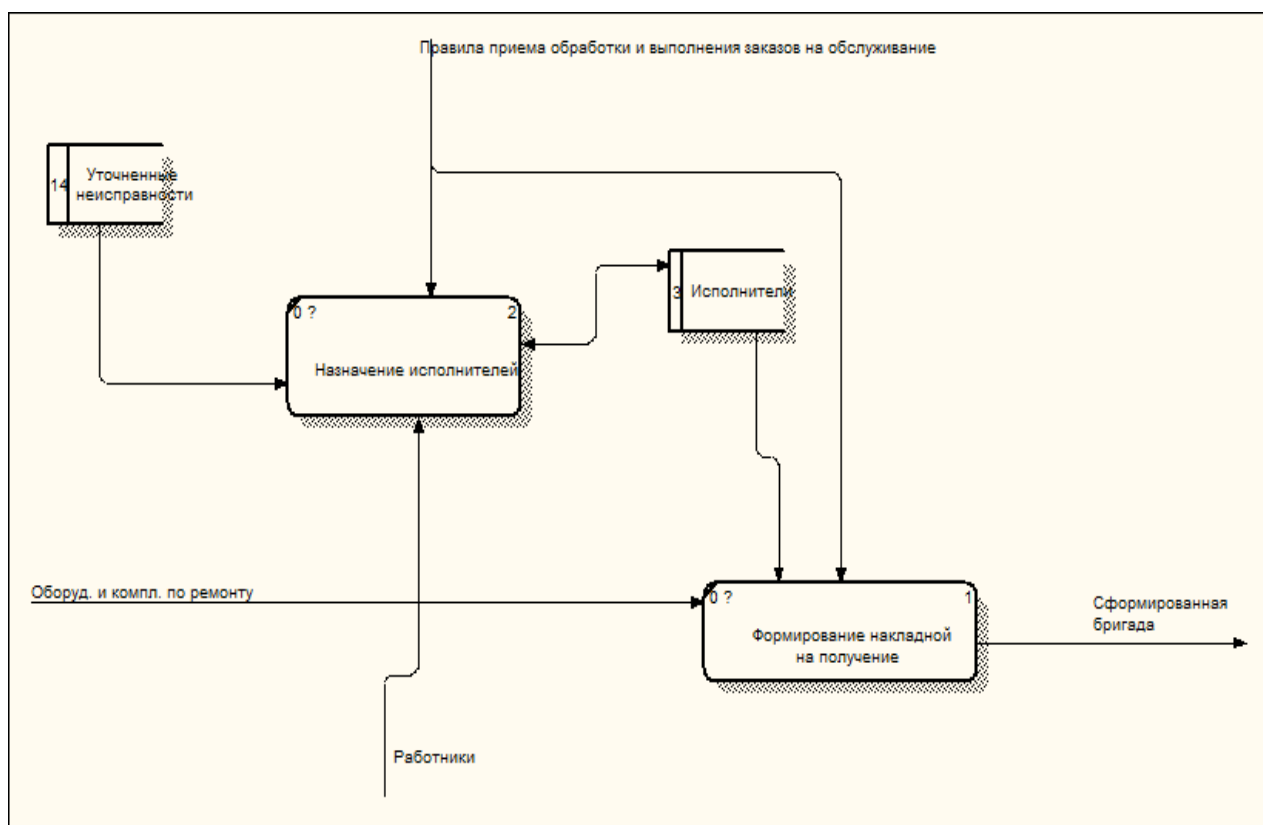 Правила приема обработки и выполнения заказов на обслуживание
14
Уточненные
неисправности
3
Исполнители
0 ?
2
Назначение исполнителей
Оборуд. и компл. по ремонту
0 ?
1
Формирование накладной
на получение
Сформированная
бригада
Работники